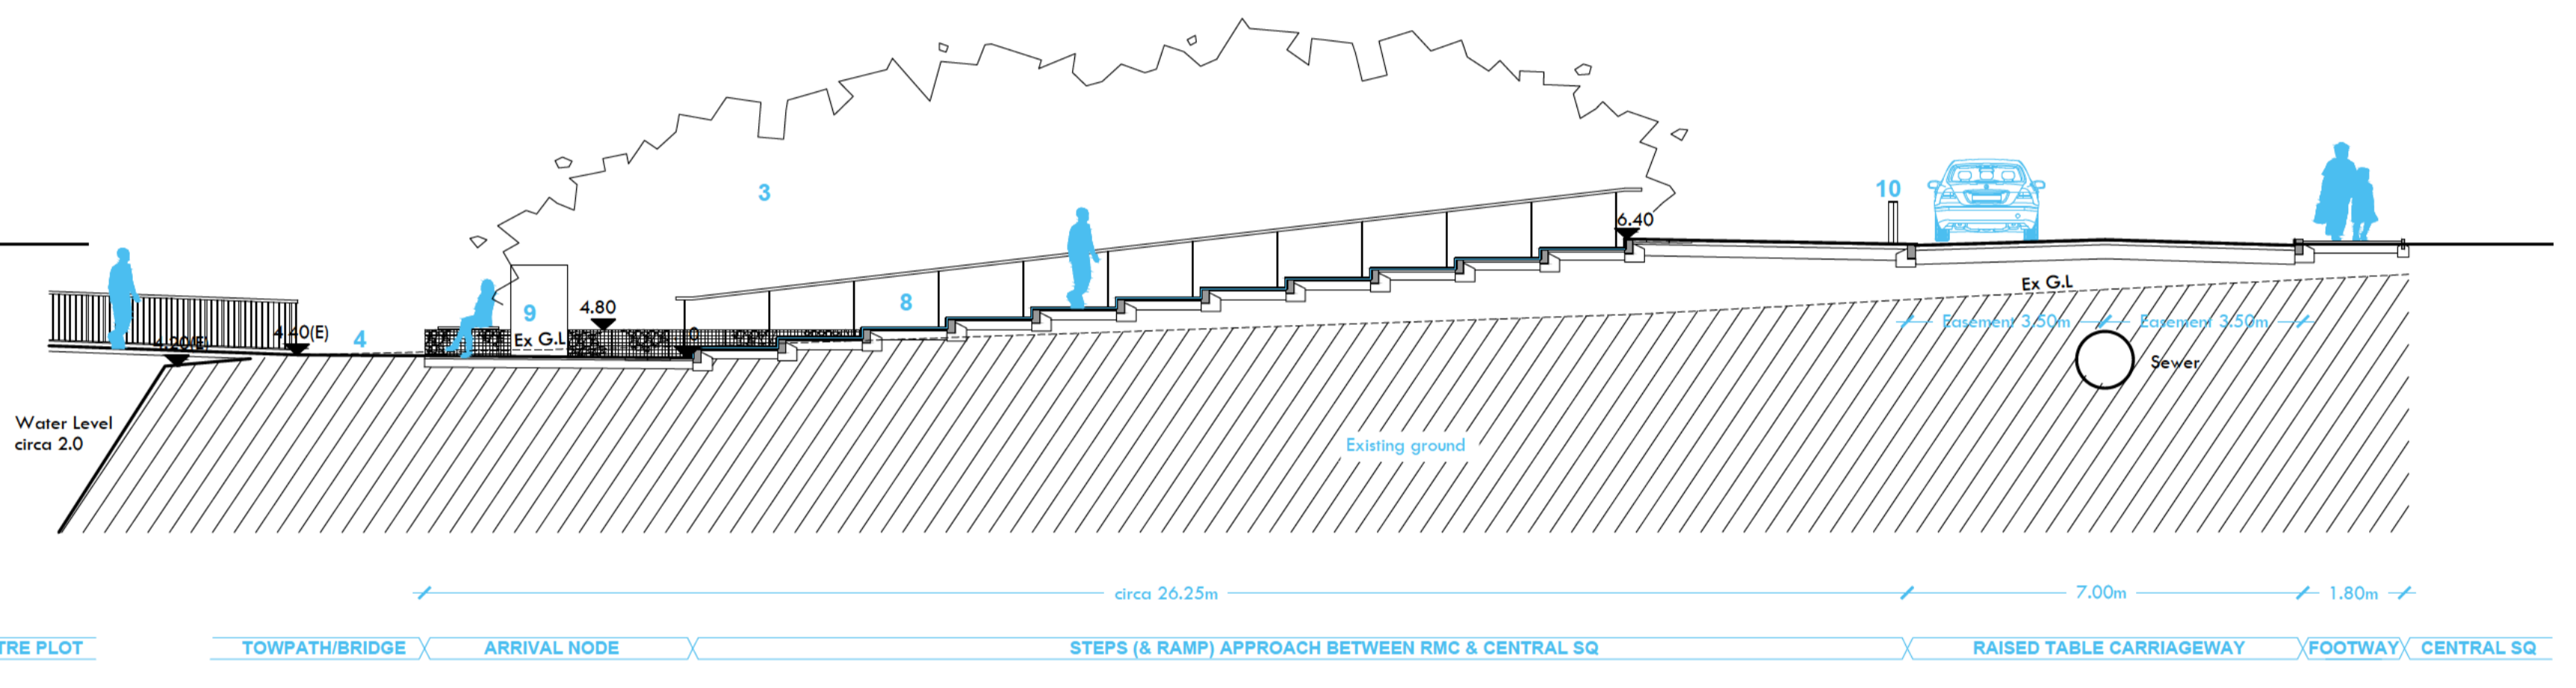 3
10
6.40
8
9
4.80
Ex G.L
4.20(E)
4.40(E)
4
Ex G.L
Easement 3.50m
Easement 3.50m
Sewer
Water Level
circa 2.0
Existing ground
circa 26.25m
7.00m
1.80m
TRE PLOT
TOWPATH/BRIDGE
ARRIVAL NODE
STEPS (& RAMP) APPROACH BETWEEN RMC & CENTRAL SQ
RAISED TABLE CARRIAGEWAY
FOOTWAY
CENTRAL SQ